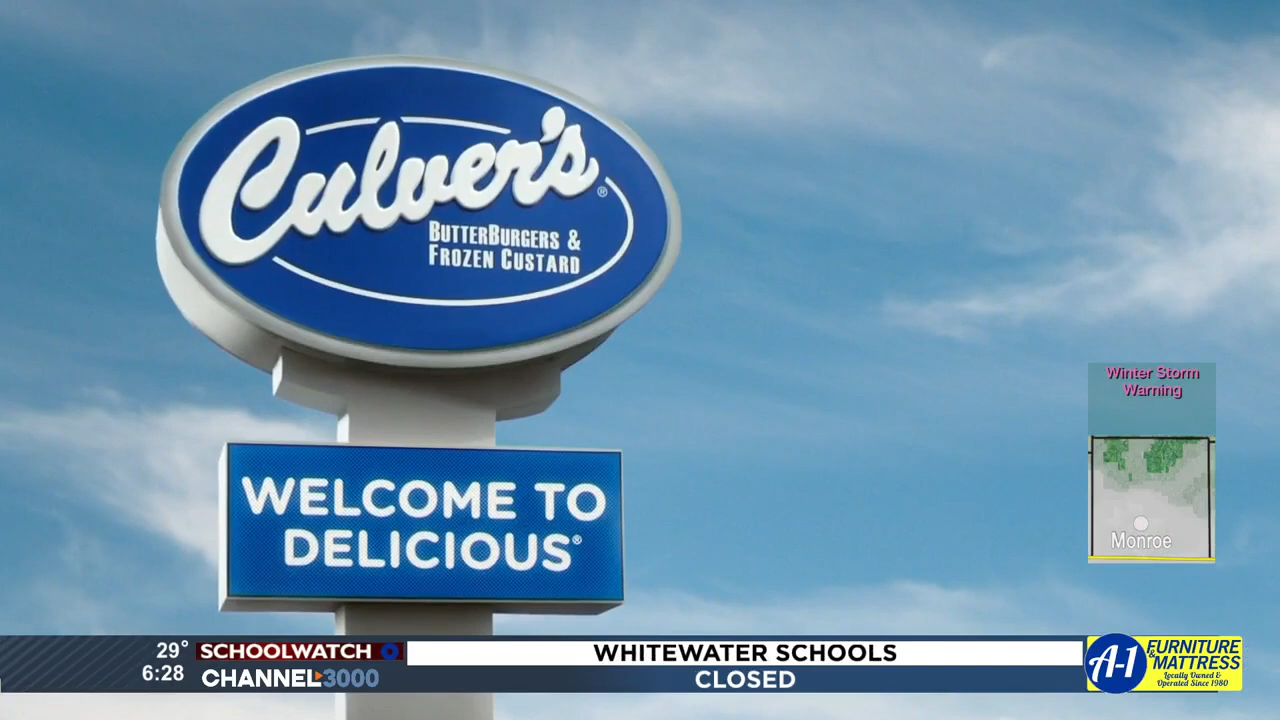 Culver's®
BUTTERBURGERS &
FROZEN CUSTARD
WELCOME TO
DELICIOUS®
Winter Storm
Warning
Monroe
29°
SCHOOLWATCH
WHITEWATER SCHOOLS
6:28
CHANNEL3000
CLOSED
A-1
FURNITURE
& MATTRESS
Locally Owned &
Operated Since 1980